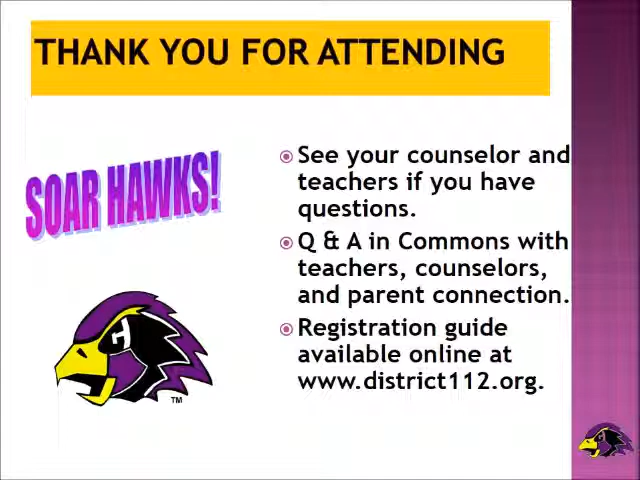 THANK YOU FOR ATTENDING
SOAR HAWKS!
See your counselor and
teachers if you have
questions.
Q & A in Commons with
teachers, counselors,
and parent connection.
Registration guide
available online at
www.district112.org.
H
TM